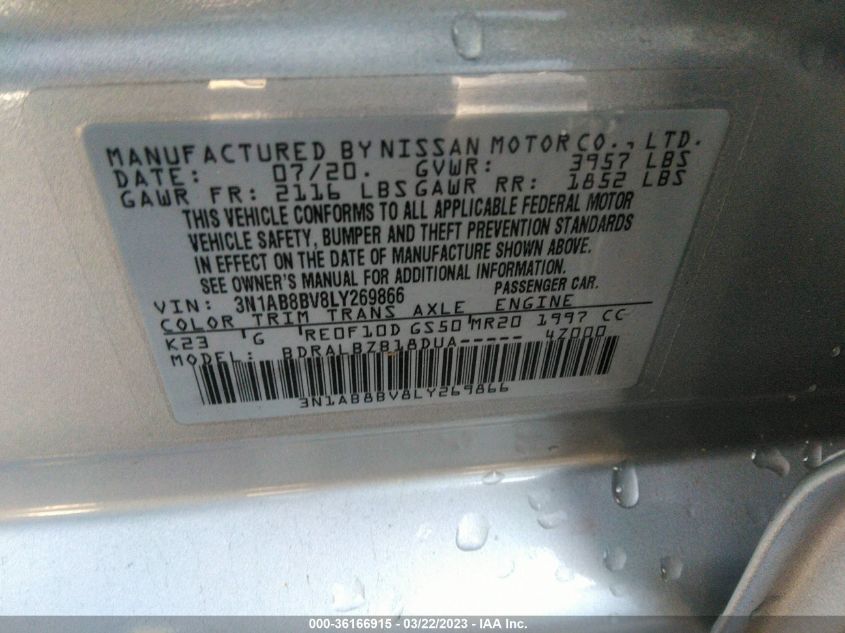 MANUFACTURED BY NISSAN MOTOR CO., LTD.
DATE: 07/20. GVWR: 3957 LBS
GAWR FR: 2116 LBS GAWR RR: 1852 LBS
THIS VEHICLE CONFORMS TO ALL APPLICABLE FEDERAL MOTOR
VEHICLE SAFETY, BUMPER AND THEFT PREVENTION STANDARDS
IN EFFECT ON THE DATE OF MANUFACTURE SHOWN ABOVE.
SEE OWNER'S MANUAL FOR ADDITIONAL INFORMATION.
VIN: 3N1AB8BV8LY269866 PASSENGER CAR.
COLOR TRIM TRANS AXLE ENGINE
K23 G RE0F10D GS50 MR20 1997 CC
MODEL: BDRALBZB18DUA----- 4Z000
3N1AB8BV8LY269866
000-36166915 - 03/22/2023 - IAA Inc.